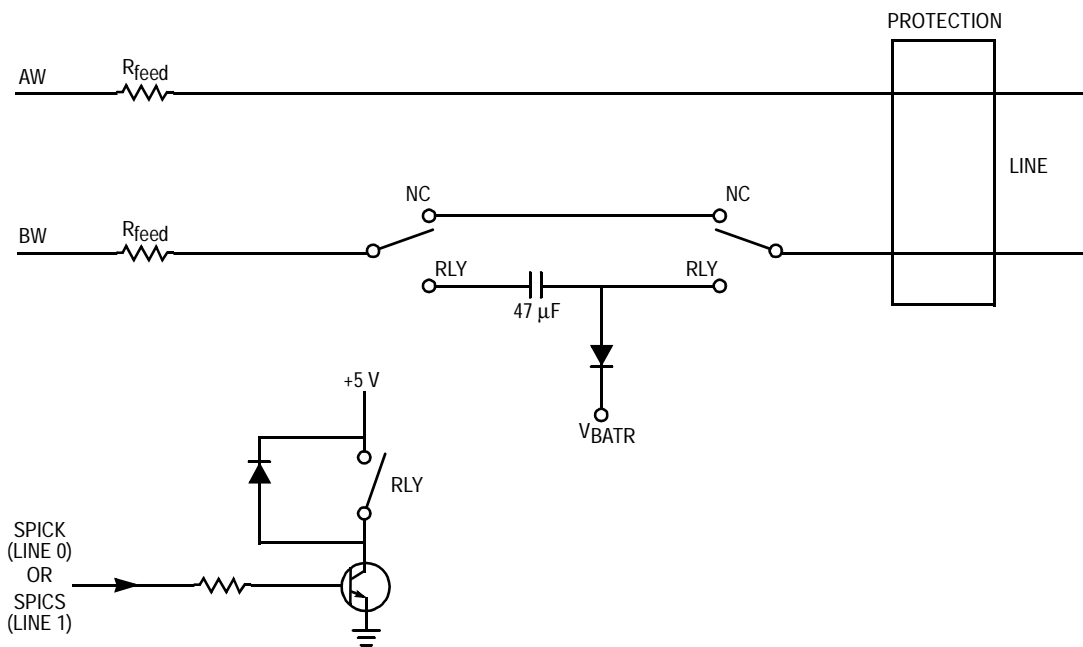 PROTECTION
AW
Rfeed
LINE
NC
NC
BW
Rfeed
RLY
RLY
47 µF
+5 V
VBATR
RLY
SPICK
(LINE 0)
OR
SPICS
(LINE 1)